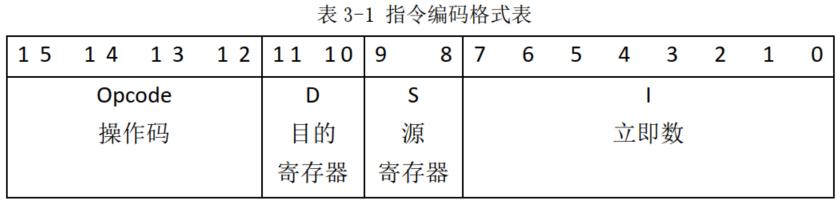 表 3-1 指令编码格式表
15 14 13 12 11 10 9 8 7 6 5 4 3 2 1 0
Opcode D S I
操作码 目的 源 立即数
寄存器 寄存器